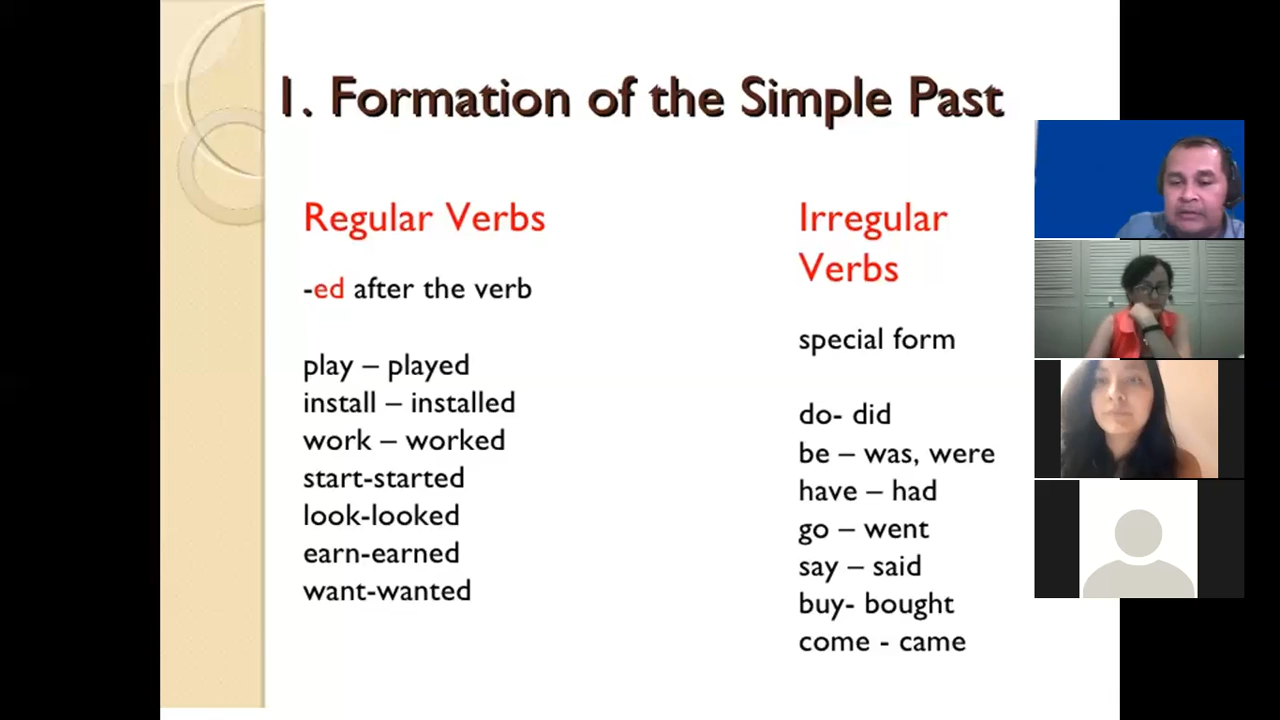 1. Formation of the Simple Past
Regular Verbs
-ed after the verb
play – played
install – installed
work – worked
start-started
look-looked
earn-earned
want-wanted
Irregular
Verbs
special form
do- did
be – was, were
have – had
go – went
say – said
buy- bought
come - came